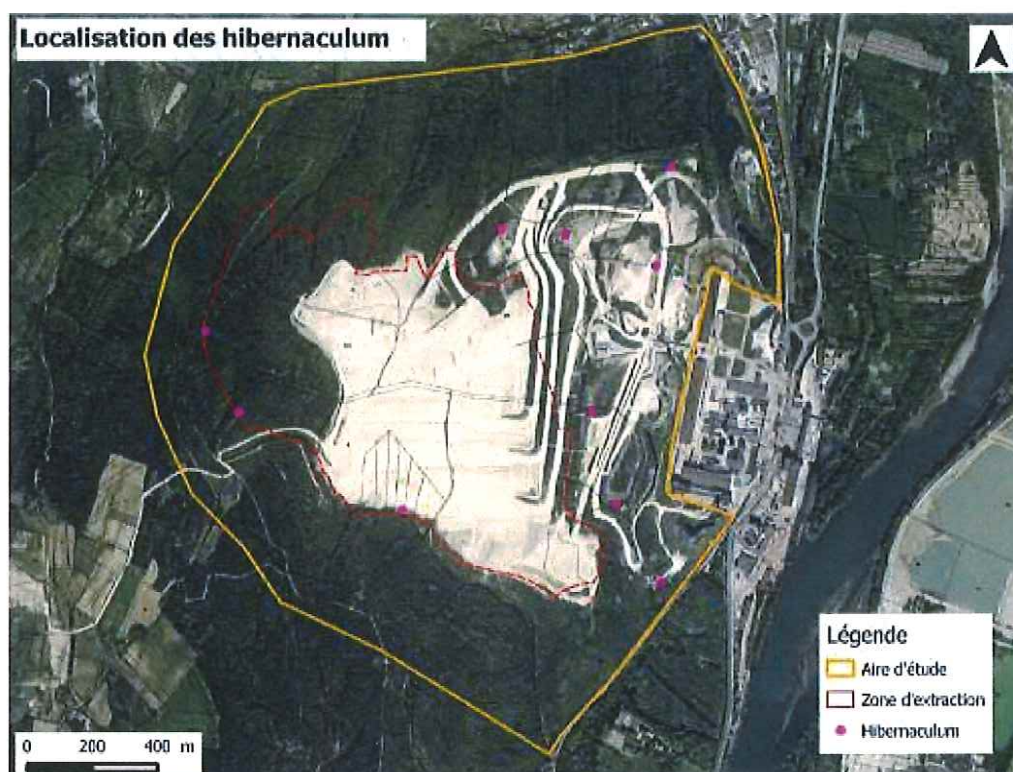 Localisation des hibernaculum
Légende
Aire d'étude
Zone d'extraction
Hibernaculum
0 200 400 m